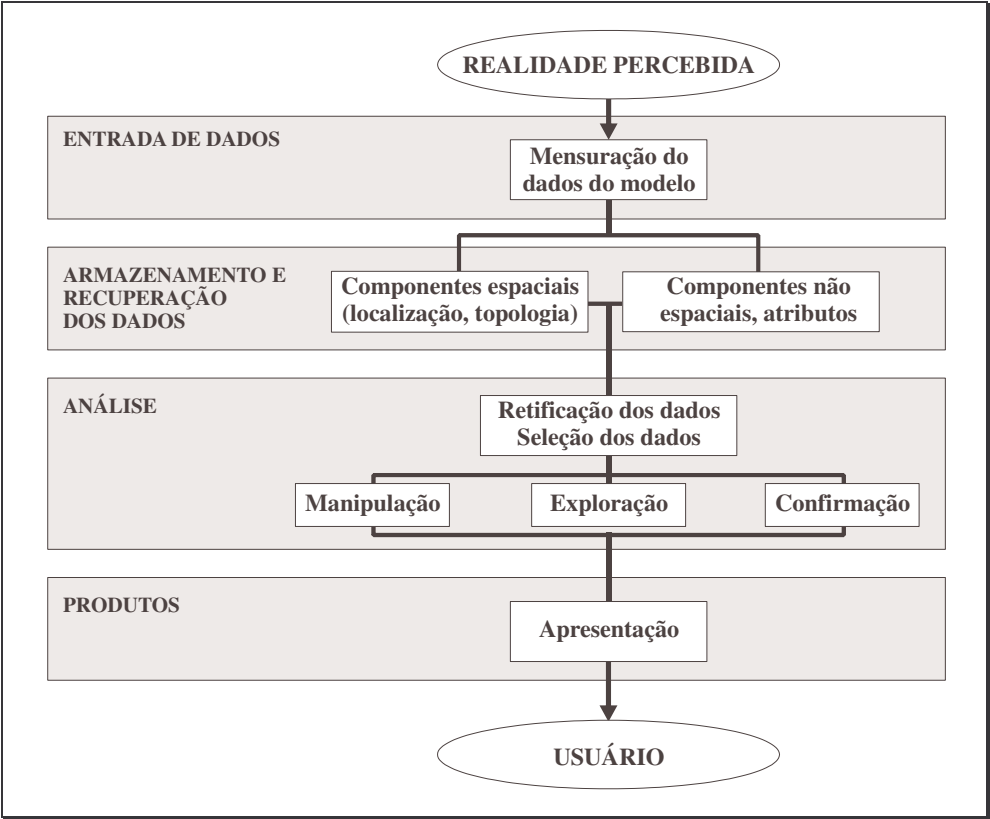 REALIDADE PERCEBIDA
ENTRADA DE DADOS
Mensuração do
dados do modelo
ARMAZENAMENTO E
RECUPERAÇÃO
DOS DADOS
Componentes espaciais
(localização, topologia)
Componentes não
espaciais, atributos
ANÁLISE
Retificação dos dados
Seleção dos dados
Manipulação
Exploração
Confirmação
PRODUTOS
Apresentação
USUÁRIO